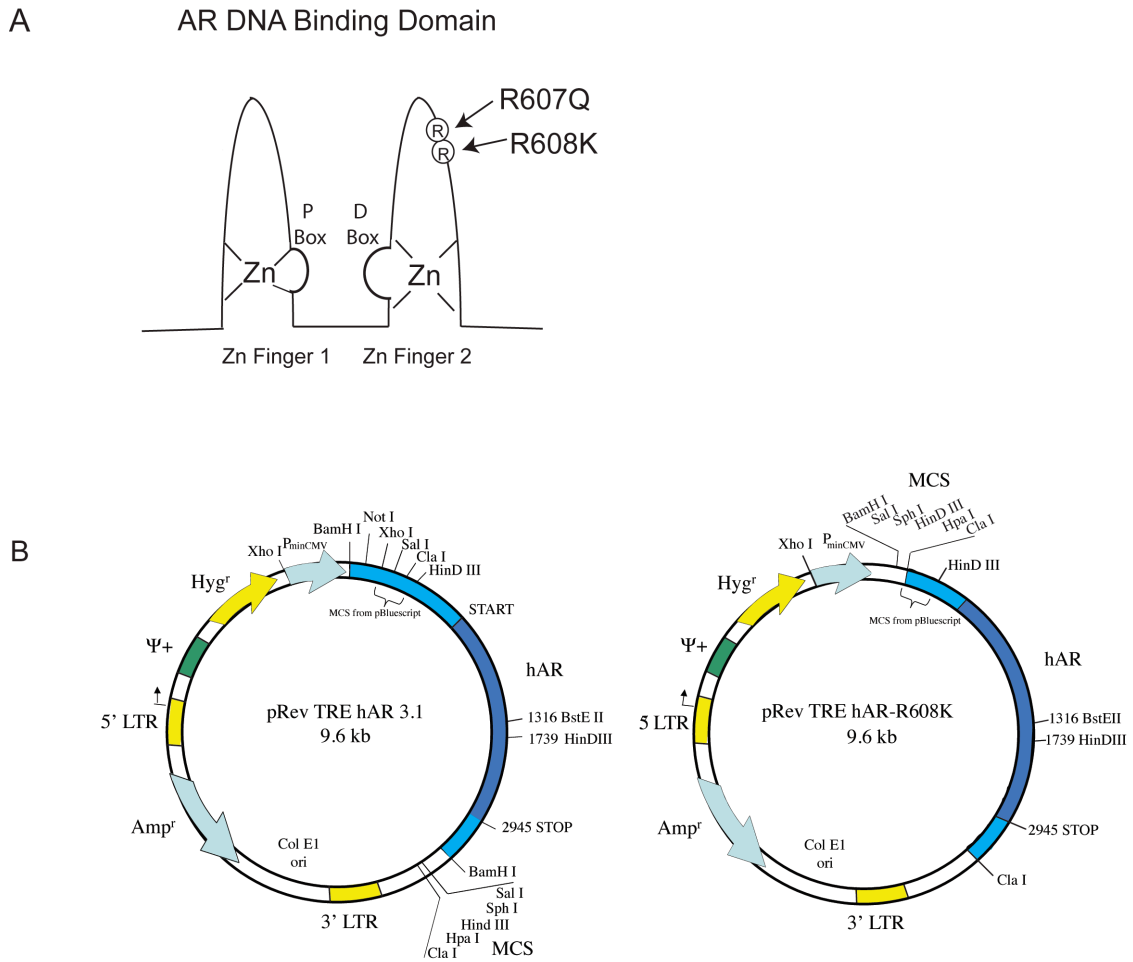 A
AR DNA Binding Domain
R607Q
R608K
R
R
P
Box
D
Box
Zn
Zn
Zn Finger 1
Zn Finger 2
B
Not I
BamH I
Xho I
Sal I
Cla I
HinD III
Xho I
PminCMV
Hygr
MCS from pBluescript
START
Ψ+
hAR
5' LTR
pRev TRE hAR 3.1
9.6 kb
1316 BstE II
1739 HinDIII
Ampr
Col E1
ori
2945 STOP
BamH I
Sal I
Sph I
Hind III
Hpa I
Cla I
MCS
3' LTR
MCS
BamH I
Sal I
Sph I
HinD III
Hpa I
Cla I
Xho I
PminCMV
HinD III
Hygr
MCS from pBluescript
Ψ+
hAR
5 LTR
pRev TRE hAR-R608K
9.6 kb
1316 BstEII
1739 HinDIII
Ampr
Col E1
ori
2945 STOP
Cla I
3' LTR